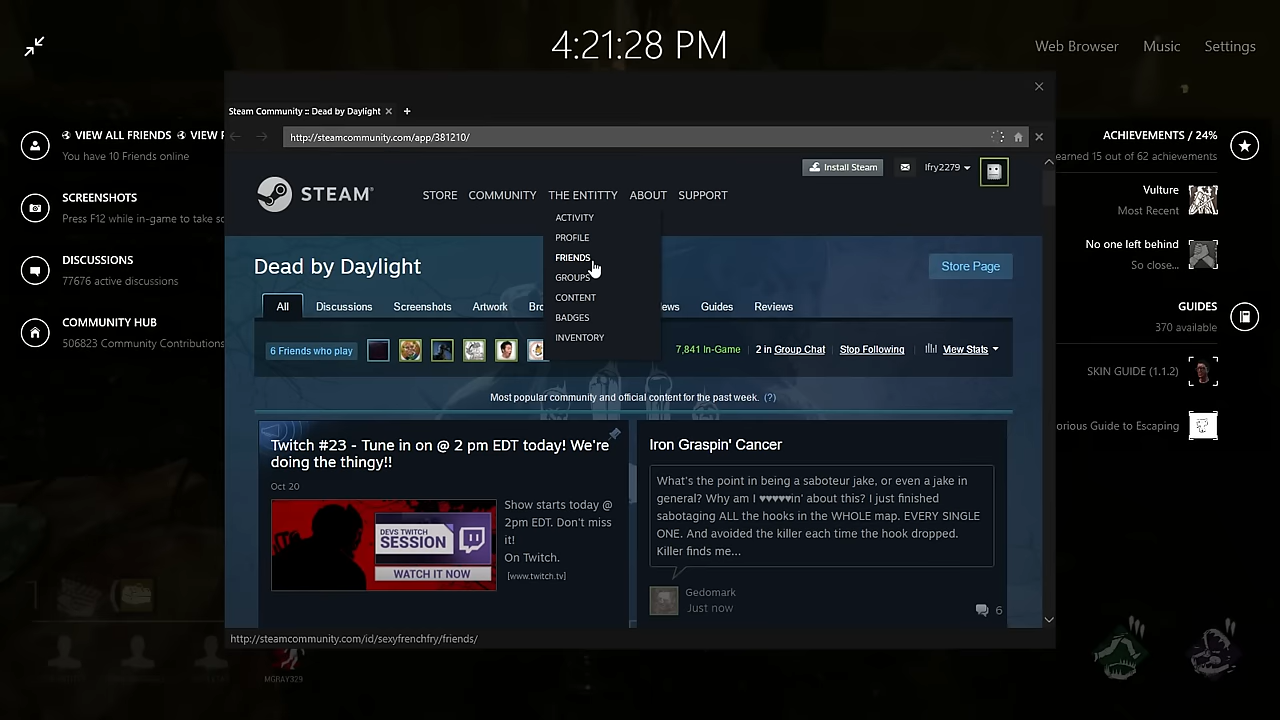 4:21:28 PM
Web Browser Music Settings
Steam Community :: Dead by Daylight
http://steamcommunity.com/app/381210/
VIEW ALL FRIENDS VIEW F
You have 10 Friends online
SCREENSHOTS
Press F12 while in-game to take sc
DISCUSSIONS
77676 active discussions
COMMUNITY HUB
506823 Community Contributions
Install Steam
lfry2279
STEAM®
STORE COMMUNITY THE ENTITTY ABOUT SUPPORT
ACTIVITY
PROFILE
FRIENDS
GROUPS
CONTENT
BADGES
INVENTORY
Dead by Daylight
Store Page
All Discussions Screenshots Artwork Bro ews Guides Reviews
6 Friends who play
7,841 In-Game 2 in Group Chat Stop Following View Stats
Most popular community and official content for the past week. (?)
Twitch #23 - Tune in on @ 2 pm EDT today! We're
doing the thingy!!
Oct 20
DEVS TWITCH
SESSION
WATCH IT NOW
Show starts today @
2pm EDT. Don't miss
it!
On Twitch.
[www.twitch.tv]
Iron Graspin' Cancer
What's the point in being a saboteur jake, or even a jake in
general? Why am I ♥♥♥♥♥in' about this? I just finished
sabotaging ALL the hooks in the WHOLE map. EVERY SINGLE
ONE. And avoided the killer each time the hook dropped.
Killer finds me...
Gedomark
Just now
6
http://steamcommunity.com/id/sexyfrenchfry/friends/
ACHIEVEMENTS / 24%
earned 15 out of 62 achievements
Vulture
Most Recent
No one left behind
So close...
GUIDES
370 available
SKIN GUIDE (1.1.2)
orious Guide to Escaping
MGRAY329